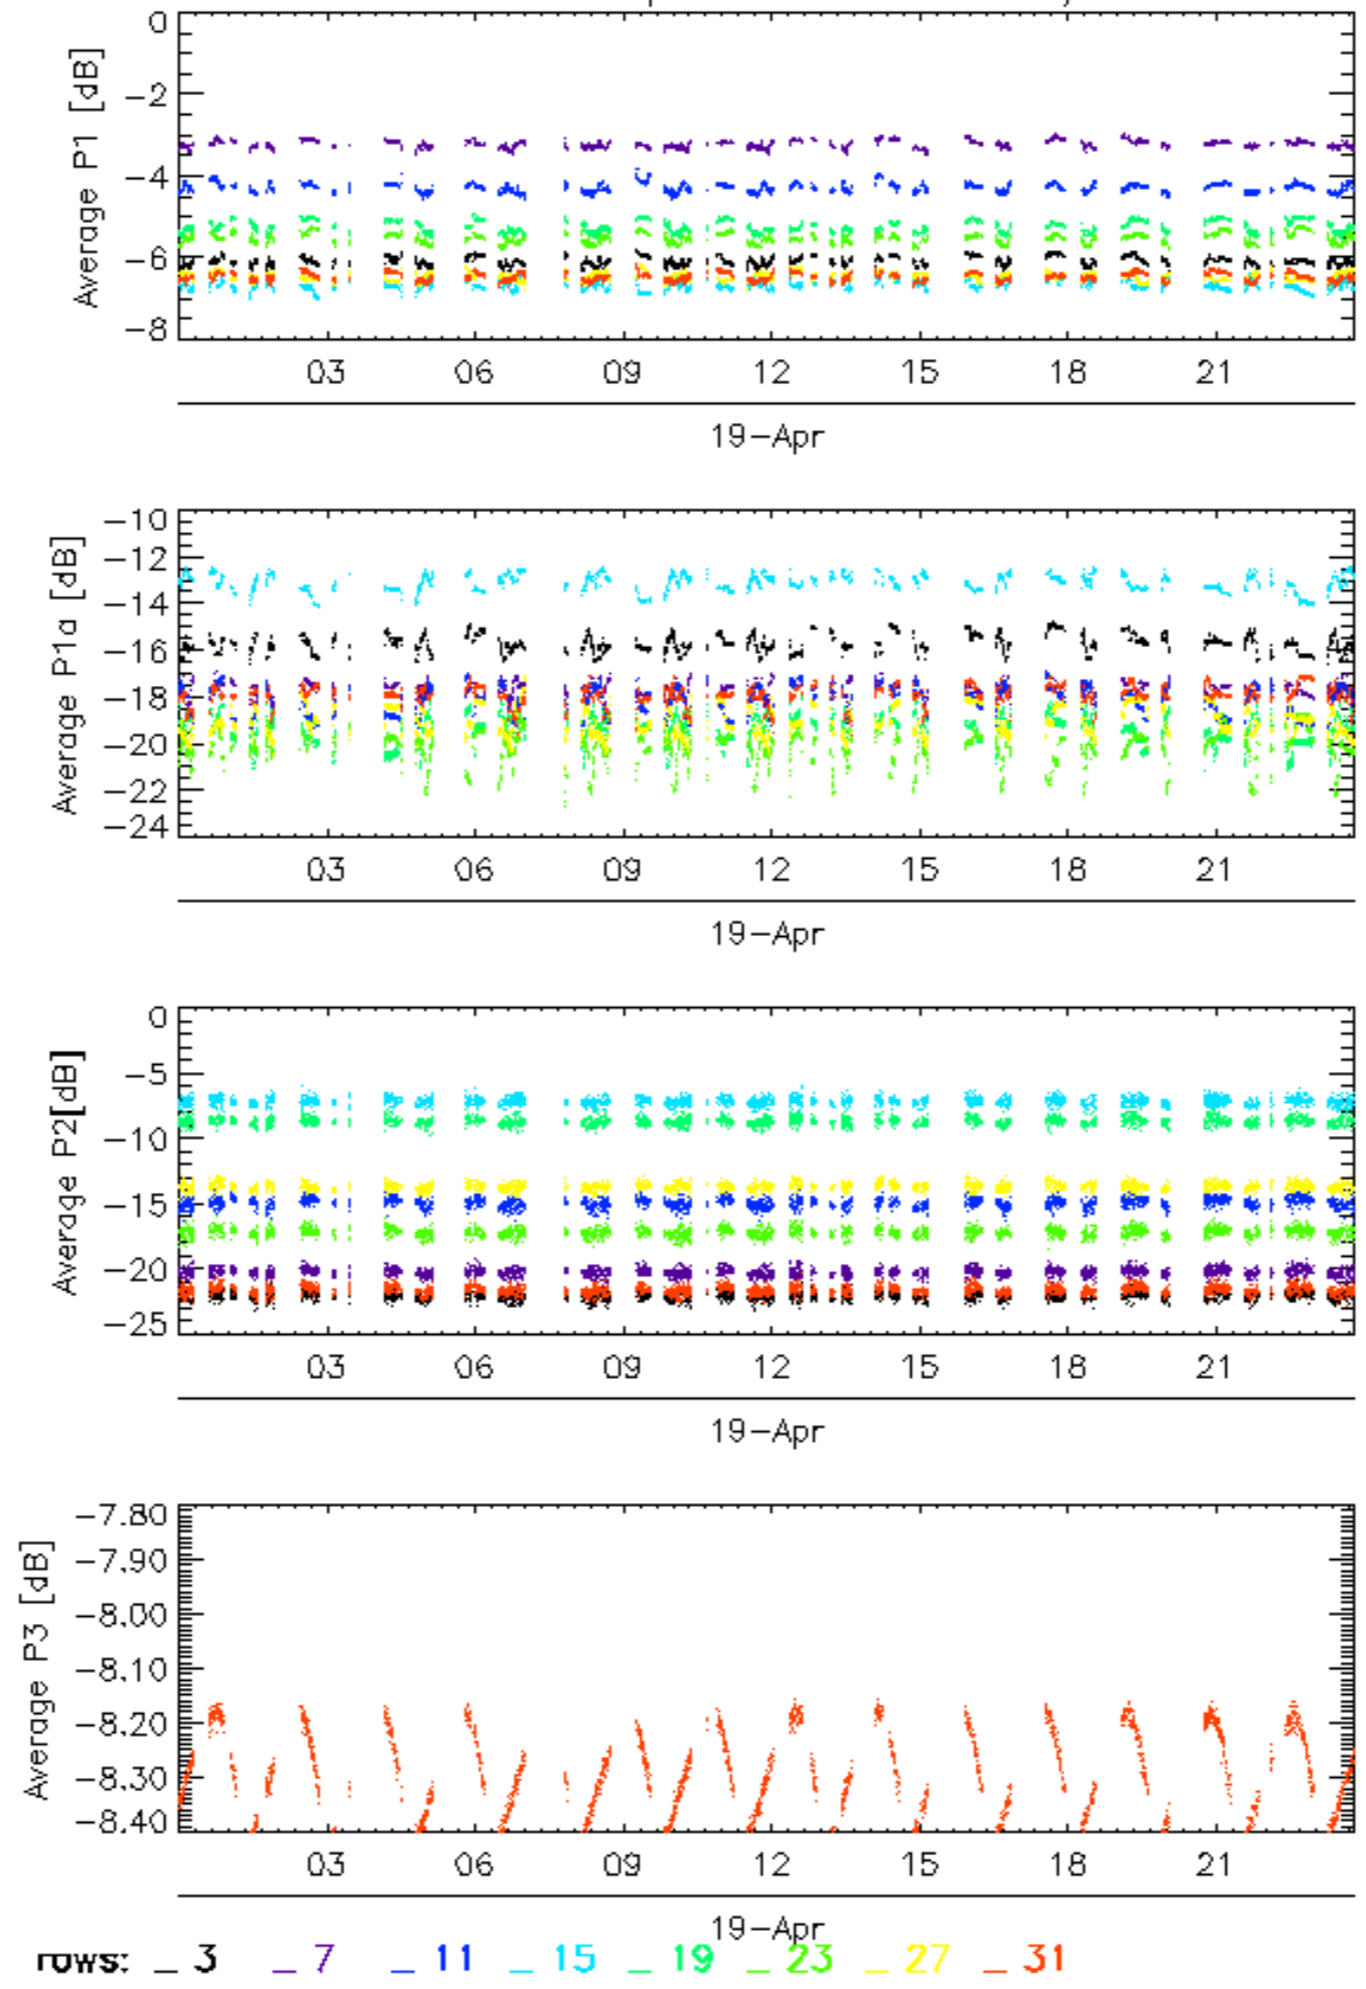 Average P1 [dB]
0
−2
−4
−6
−8
03 06 09 12 15 18 21
19−Apr
Average P1a [dB]
−10
−12
−14
−16
−18
−20
−22
−24
03 06 09 12 15 18 21
19−Apr
Average P2[dB]
0
−5
−10
−15
−20
−25
03 06 09 12 15 18 21
19−Apr
Average P3 [dB]
−7.80
−7.90
−8.00
−8.10
−8.20
−8.30
−8.40
03 06 09 12 15 18 21
19−Apr
rows: _ 3 _ 7 _ 11 _ 15 _ 19 _ 23 _ 27 _ 31